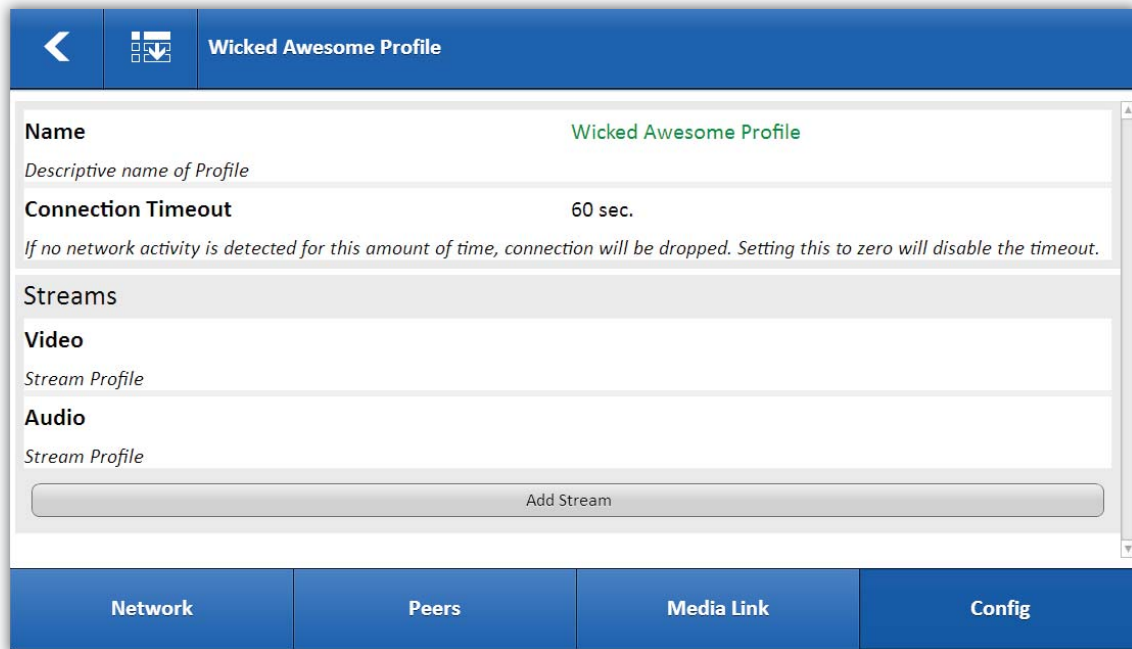 Wicked Awesome Profile
Name Wicked Awesome Profile
Descriptive name of Profile
Connection Timeout 60 sec.
If no network activity is detected for this amount of time, connection will be dropped. Setting this to zero will disable the timeout.
Streams
Video
Stream Profile
Audio
Stream Profile
Add Stream
Network Peers Media Link Config